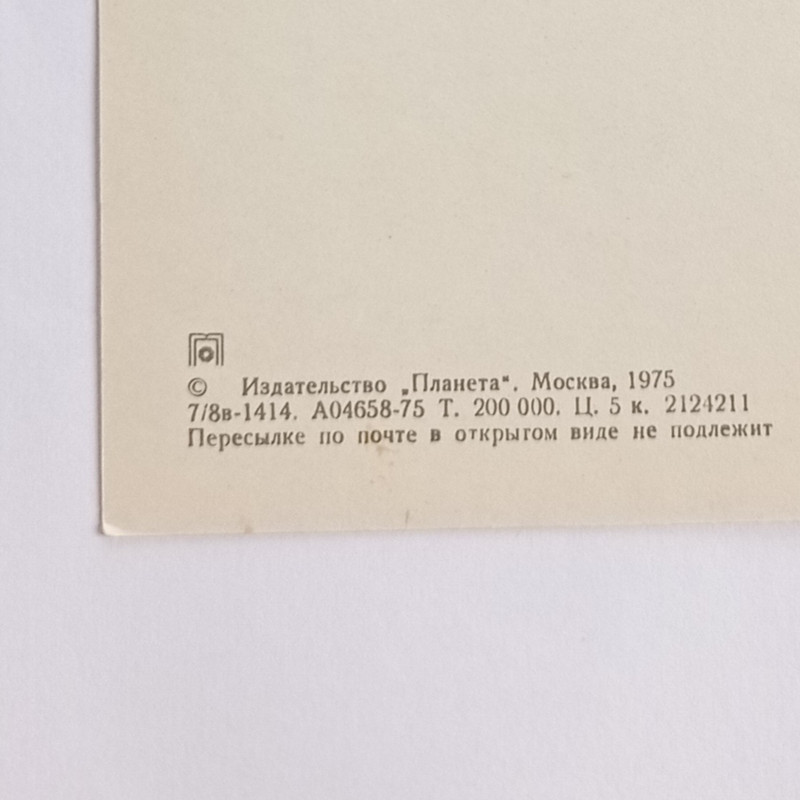 © Издательство „Планета“. Москва, 1975
7/8в-1414. А04658-75 Т. 200 000. Ц. 5 к. 2124211
Пересылке по почте в открытом виде не подлежит